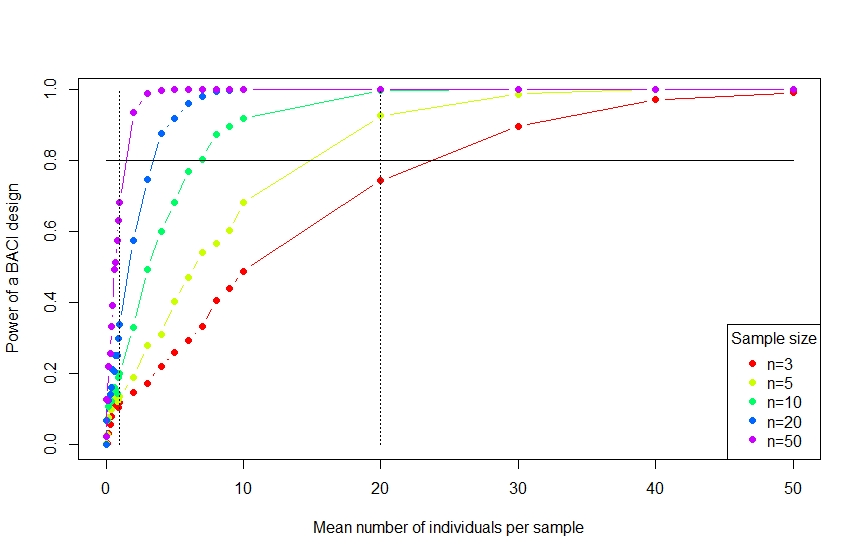 Power of a BACI design
1.0
0.8
0.6
0.4
0.2
0.0
Sample size
n=3
n=5
n=10
n=20
n=50
0 10 20 30 40 50
Mean number of individuals per sample